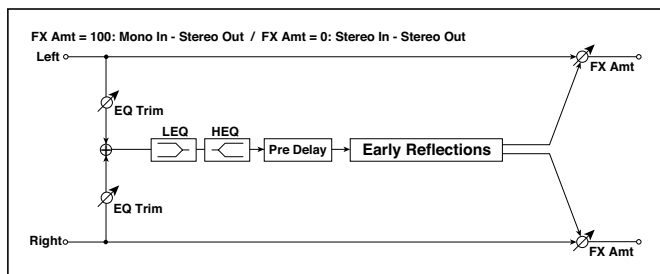 FX Amt = 100: Mono In - Stereo Out / FX Amt = 0: Stereo In - Stereo Out
Left
FX Amt
EQ Trim
LEQ
HEQ
Pre Delay
Early Reflections
EQ Trim
Right
FX Amt